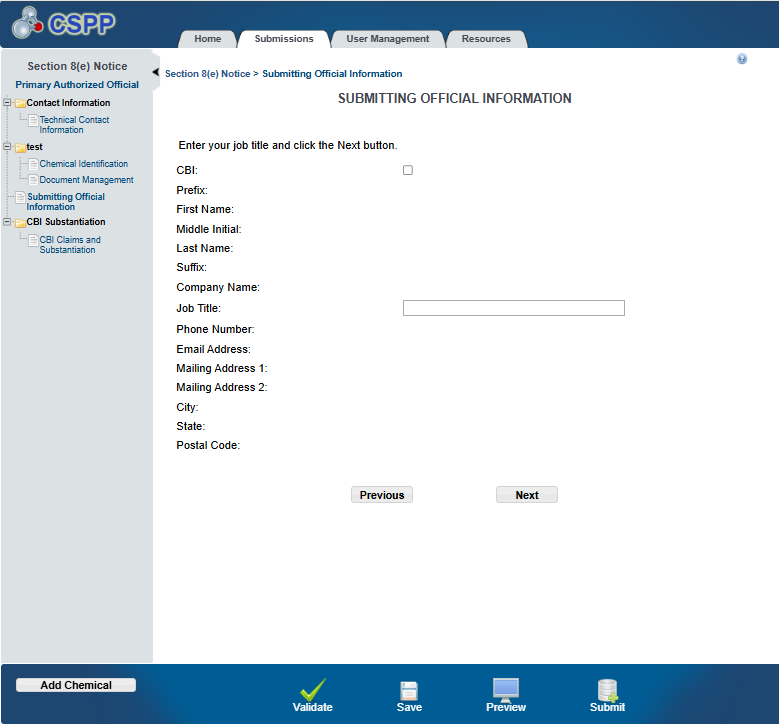 CSPP
Home
Submissions
User Management
Resources
Section 8(e) Notice
Primary Authorized Official
Contact Information
Technical Contact
Information
test
Chemical Identification
Document Management
Submitting Official
Information
CBI Substantiation
CBI Claims and
Substantiation
Section 8(e) Notice > Submitting Official Information
SUBMITTING OFFICIAL INFORMATION
Enter your job title and click the Next button.
CBI:
Prefix:
First Name:
Middle Initial:
Last Name:
Suffix:
Company Name:
Job Title:
Phone Number:
Email Address:
Mailing Address 1:
Mailing Address 2:
City:
State:
Postal Code:
Previous
Next
Add Chemical
Validate
Save
Preview
Submit